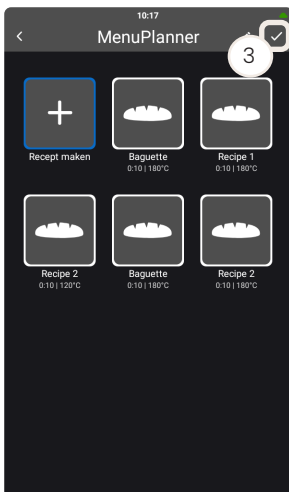 10:17
MenuPlanner
3
Recept maken
Baguette
0:10 | 180°C
Recipe 1
0:10 | 180°C
Recipe 2
0:10 | 120°C
Baguette
0:10 | 180°C
Recipe 2
0:10 | 180°C